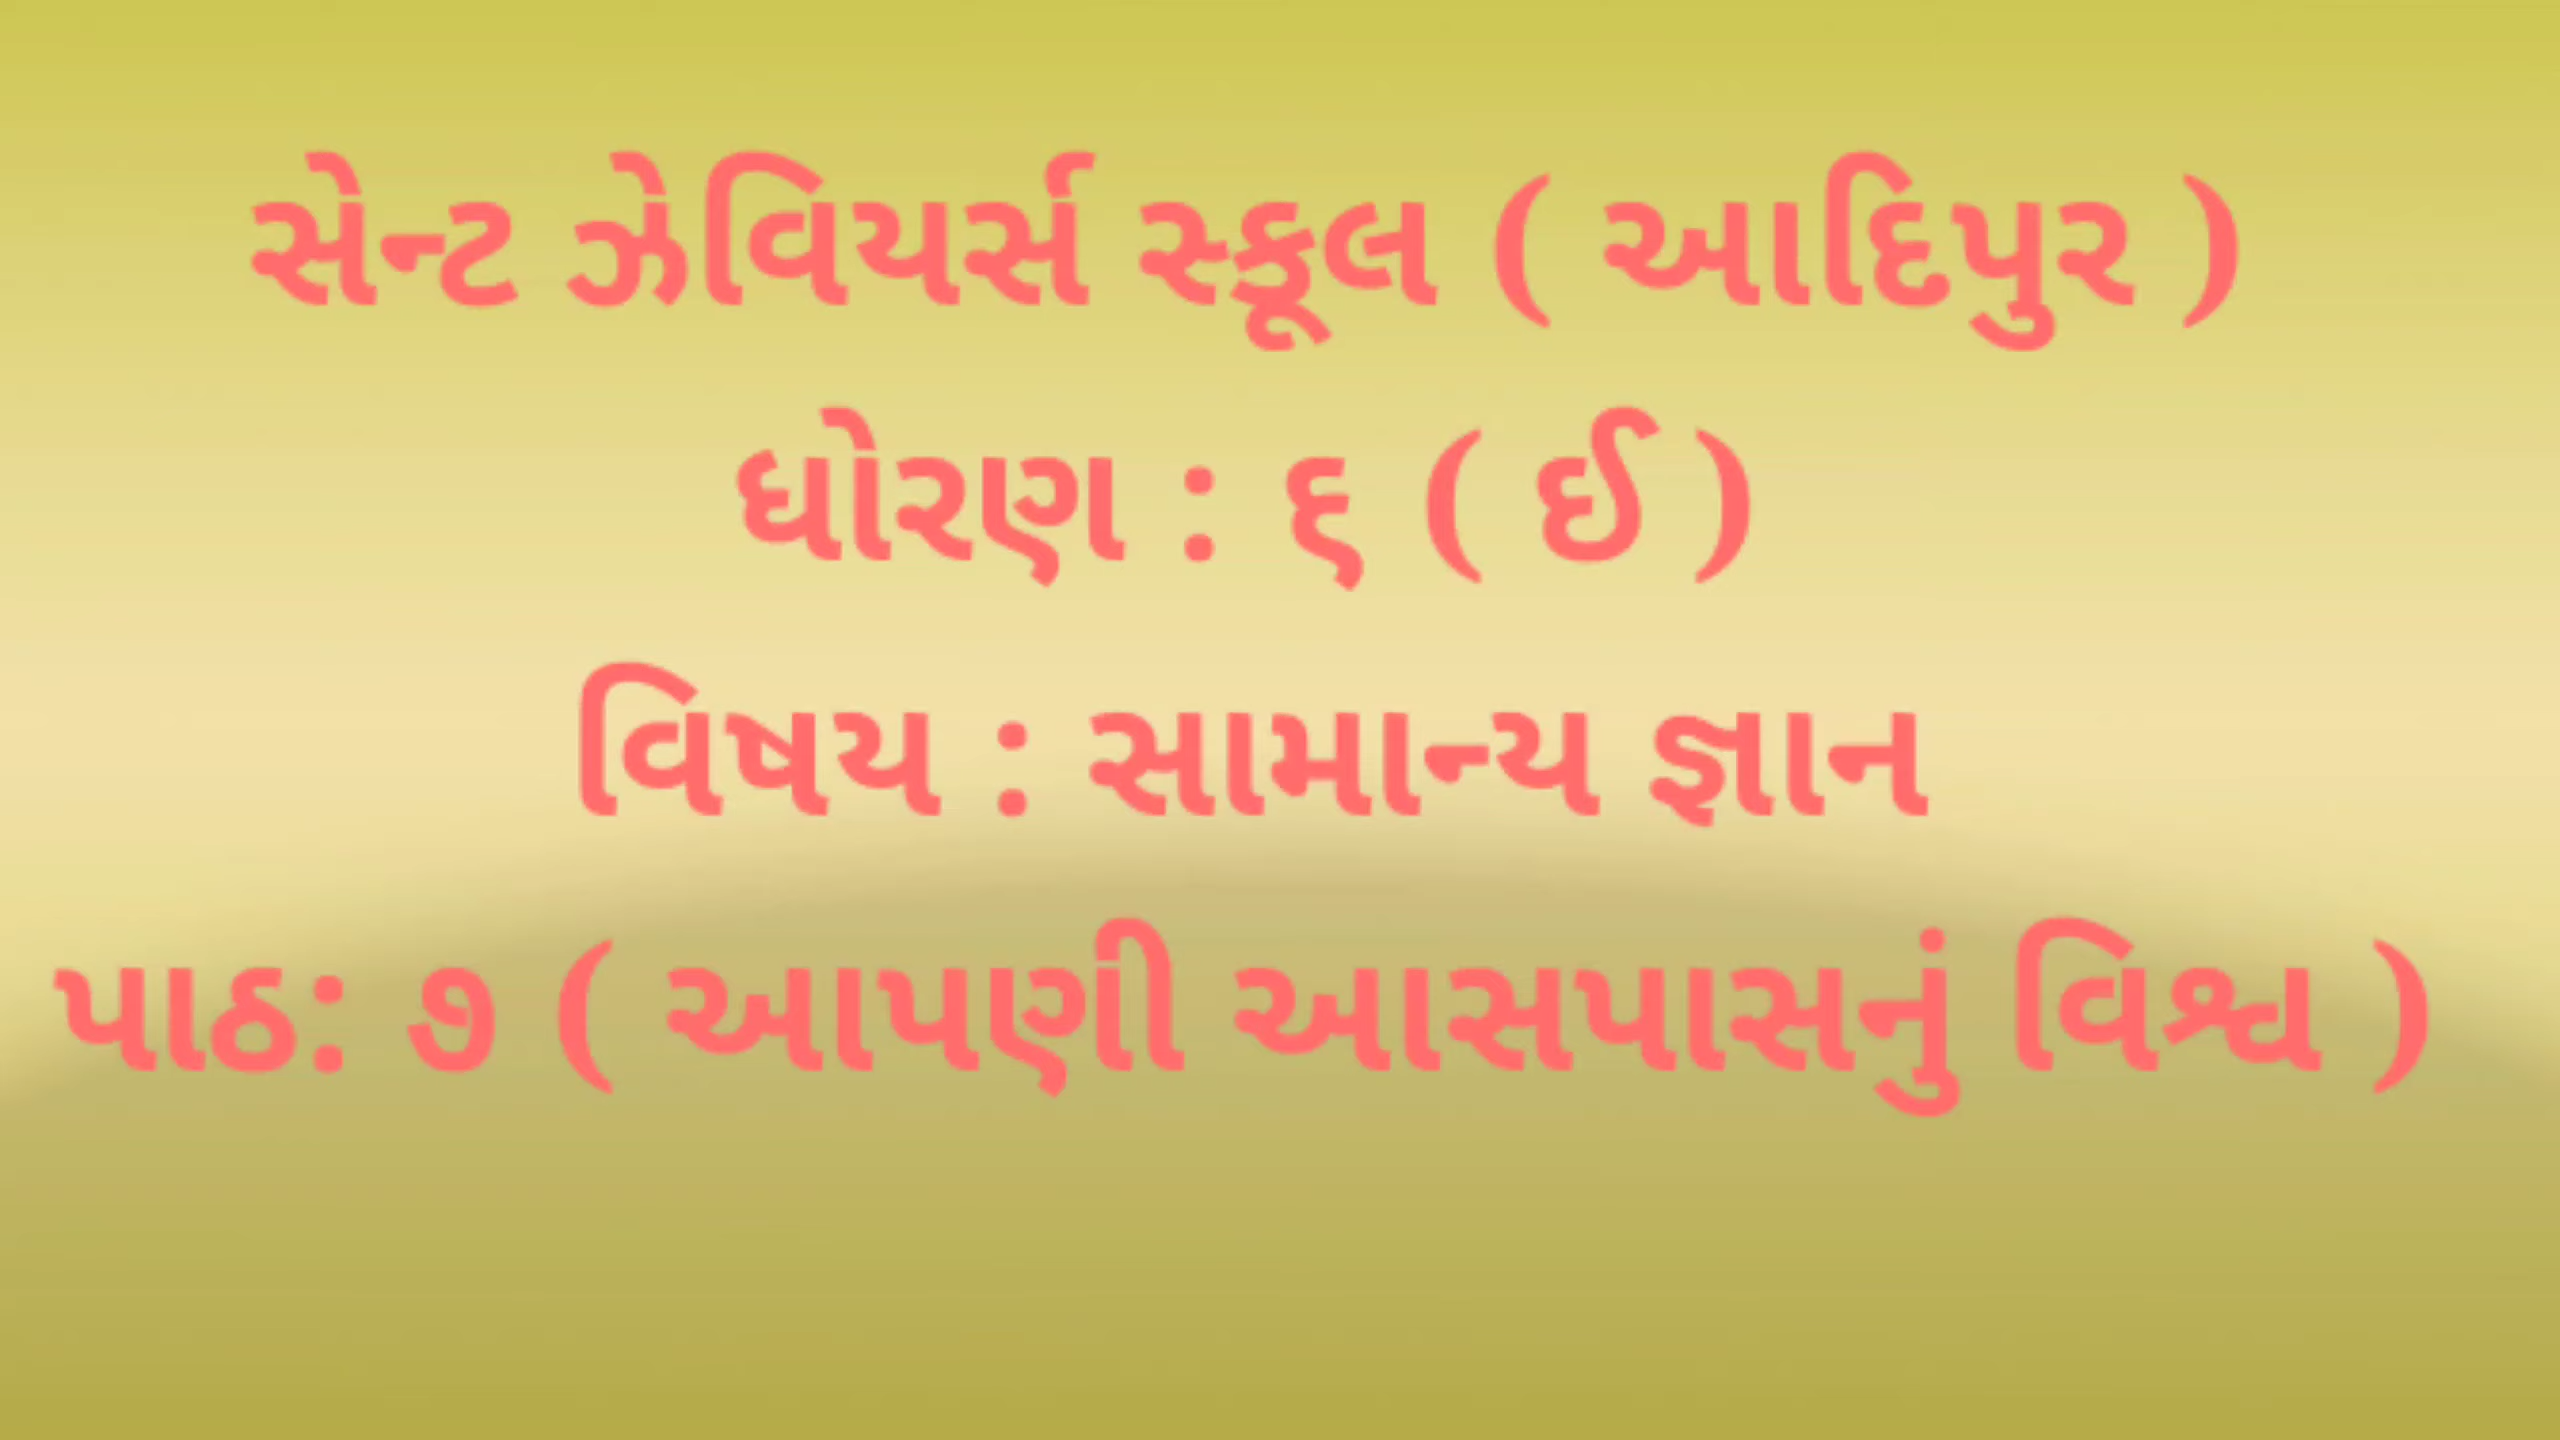 સેન્ટ ઝેવિયર્સ સ્કૂલ ( આદિપુર )
ધોરણ : ૬ ( ઈ )
વિષય : સામાન્ય જ્ઞાન
પાઠ: ૭ ( આપણી આસપાસનું વિશ્વ )